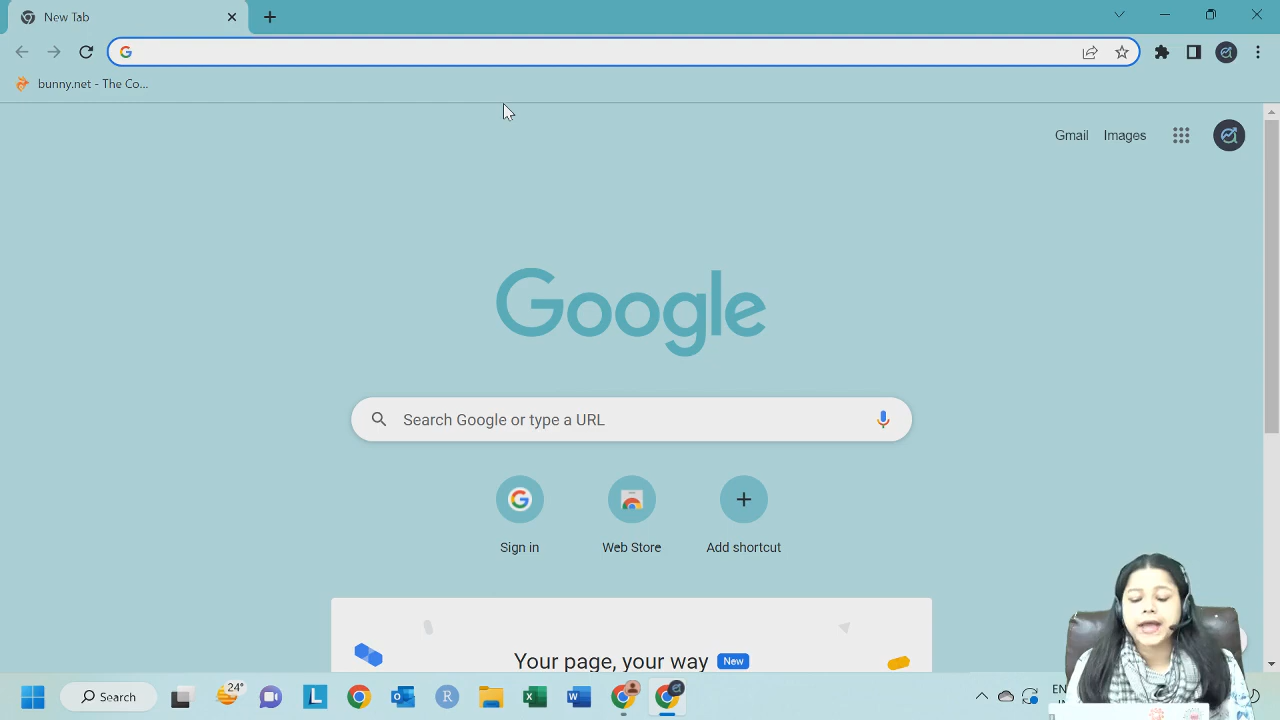 New Tab
bunny.net - The Co...
Gmail Images
Google
Search Google or type a URL
Sign in
Web Store
Add shortcut
Your page, your way New
Search
24°
L
R